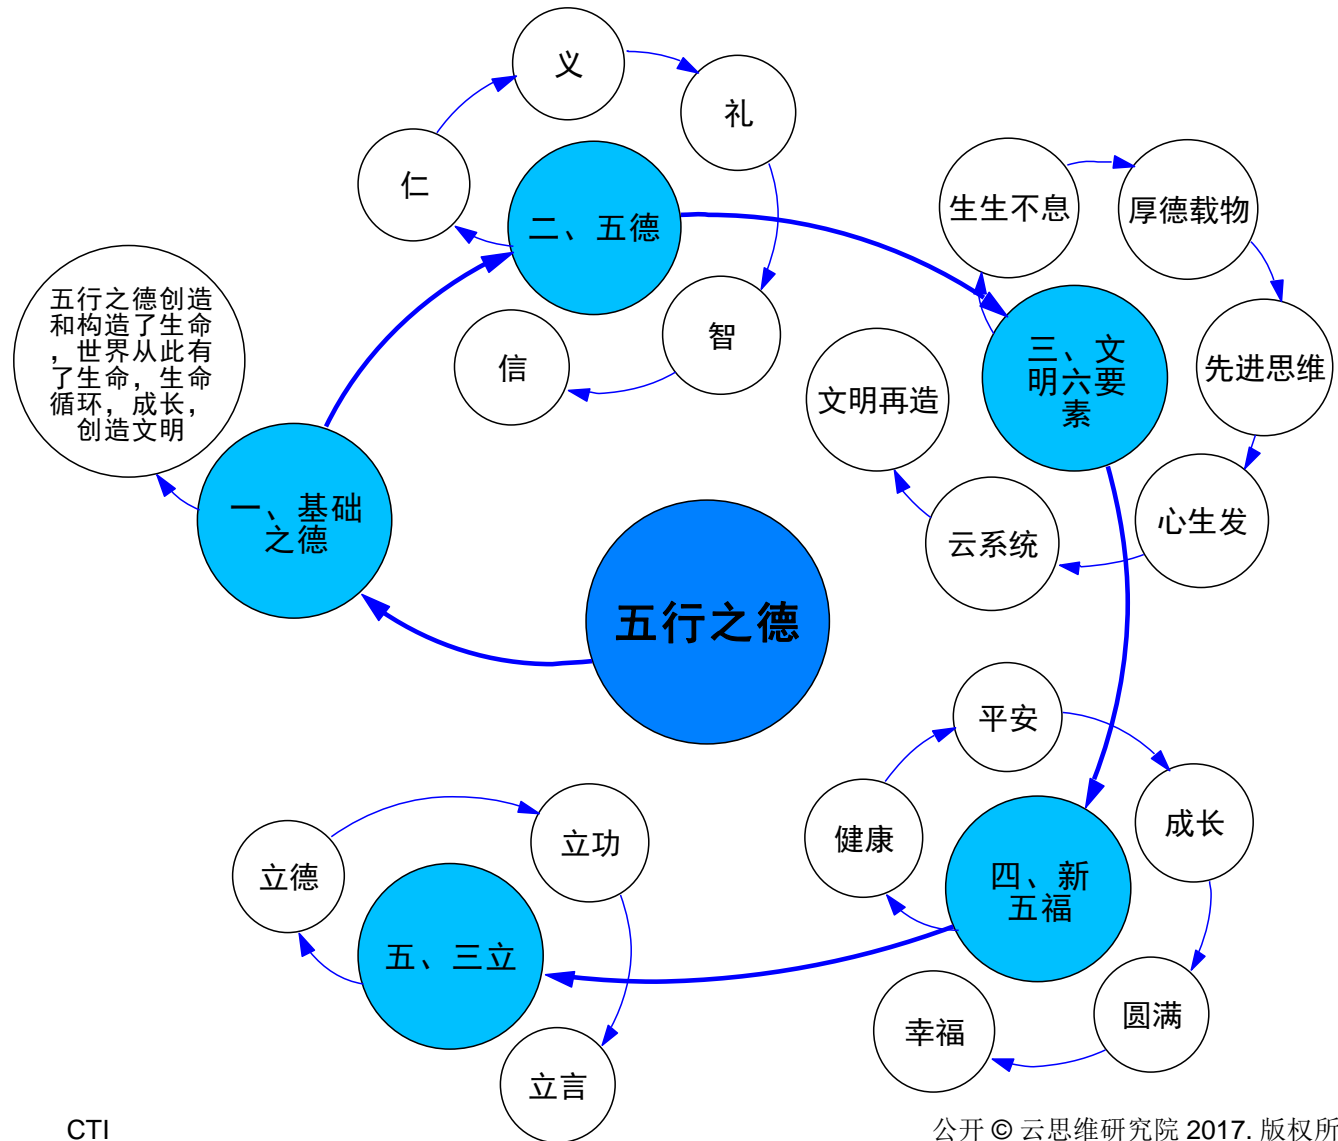 五行之德
一、基础
之德
五行之德创造
和构造了生命
，世界从此有
了生命，生命
循环，成长，
创造文明
二、五德
仁
义
礼
智
信
三、文
明六要
素
生生不息
厚德载物
先进思维
心生发
云系统
文明再造
四、新
五福
健康
平安
成长
圆满
幸福
五、三立
立德
立功
立言
CTI
公开 © 云思维研究院 2017. 版权所